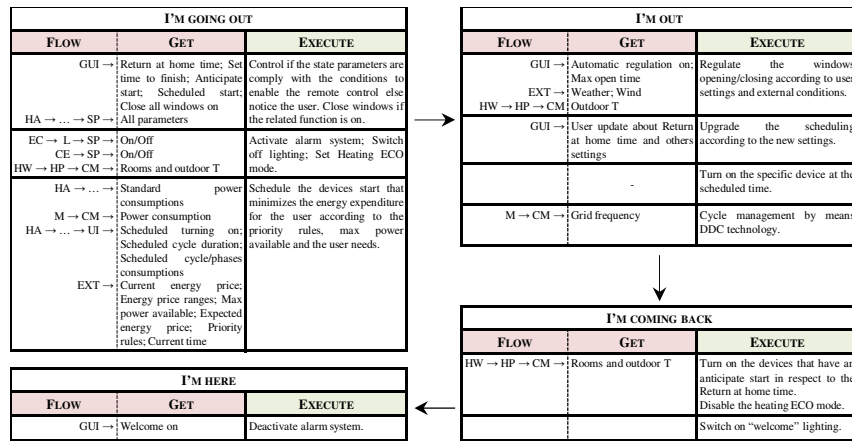 I'M GOING OUT
FLOW GET EXECUTE
GUI → Return at home time; Set Control if the state parameters are
time to finish; Anticipate comply with the conditions to
start; Scheduled start; enable the remote control else
Close all windows on notice the user. Close windows if
HA → … → SP → All parameters the related function is on.
EC → L → SP → On/Off Activate alarm system; Switch
CE → SP → On/Off off lighting; Set Heating ECO
HW → HP → CM → Rooms and outdoor T mode.
HA → … → Standard power Schedule the devices start that
consumptions minimizes the energy expenditure
M → CM → Power consumption for the user according to the
HA → … → UI → Scheduled turning on; priority rules, max power
Scheduled cycle duration; available and the user needs.
Scheduled cycle/phases
consumptions
EXT → Current energy price;
Energy price ranges; Max
power available; Expected
energy price; Priority
rules; Current time
I'M OUT
FLOW GET EXECUTE
GUI → Automatic regulation on; Regulate the windows
Max open time opening/closing according to user
EXT → Weather; Wind settings and external conditions.
HW → HP → CM Outdoor T
GUI → User update about Return Upgrade the scheduling
at home time and others according to the new settings.
settings
- Turn on the specific device at the
scheduled time.
M → CM → Grid frequency Cycle management by means
DDC technology.
I'M COMING BACK
FLOW GET EXECUTE
HW → HP → CM → Rooms and outdoor T Turn on the devices that have an
anticipate start in respect to the
Return at home time.
Disable the heating ECO mode.
Switch on "welcome" lighting.
I'M HERE
FLOW GET EXECUTE
GUI → Welcome on Deactivate alarm system.